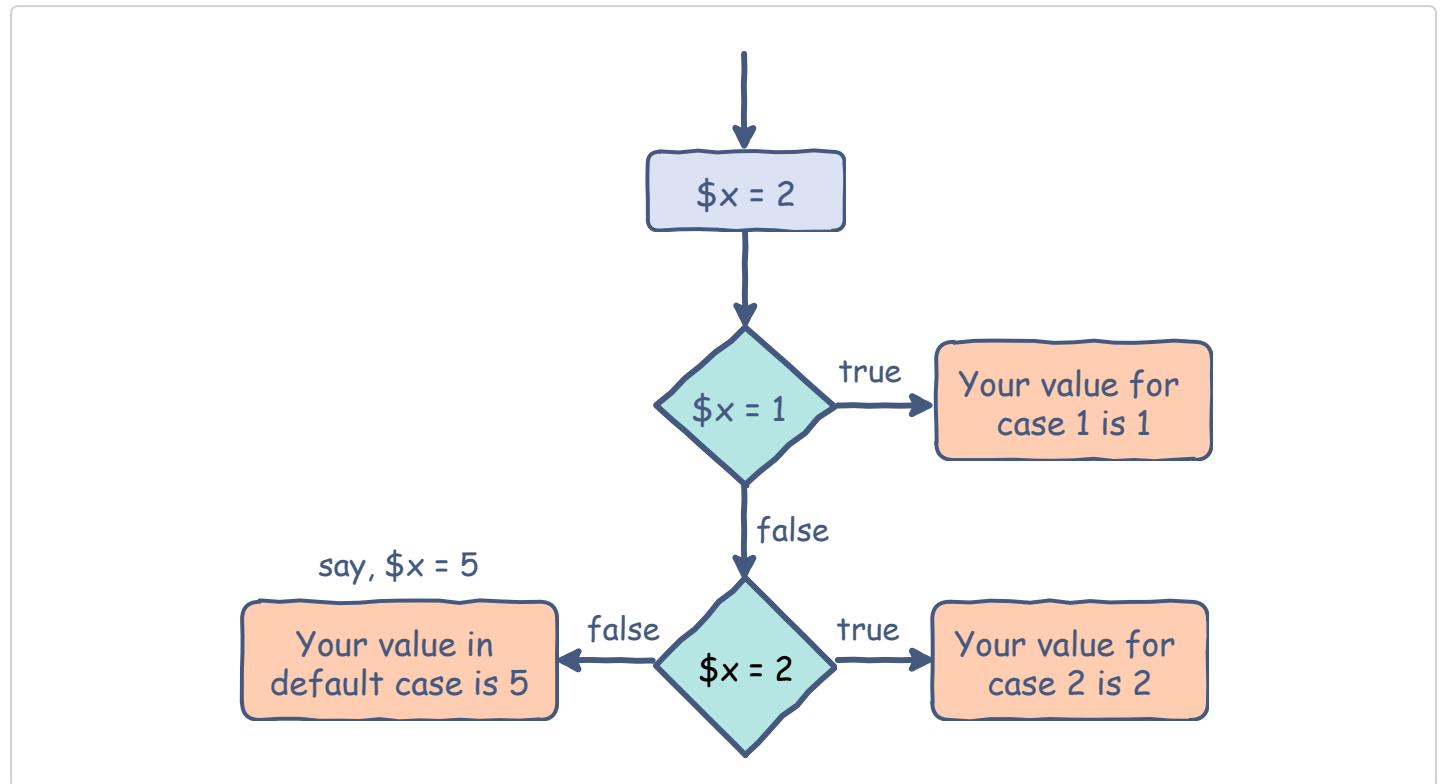 $x = 2
$x = 1
true
Your value for
case 1 is 1
false
say, $x = 5
Your value in
default case is 5
false
$x = 2
true
Your value for
case 2 is 2